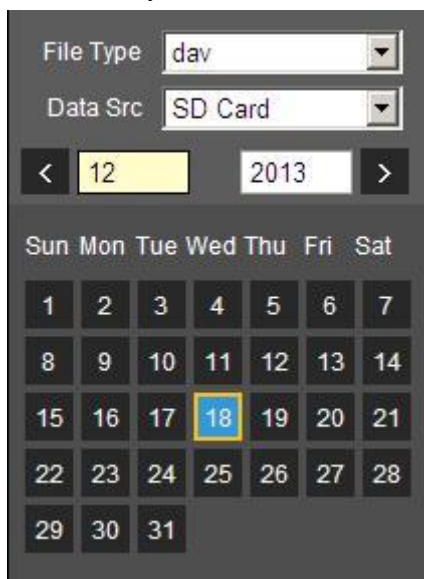 File Type dav
Data Src SD Card
< 12 2013 >
Sun Mon Tue Wed Thu Fri Sat
1 2 3 4 5 6 7
8 9 10 11 12 13 14
15 16 17 18 19 20 21
22 23 24 25 26 27 28
29 30 31